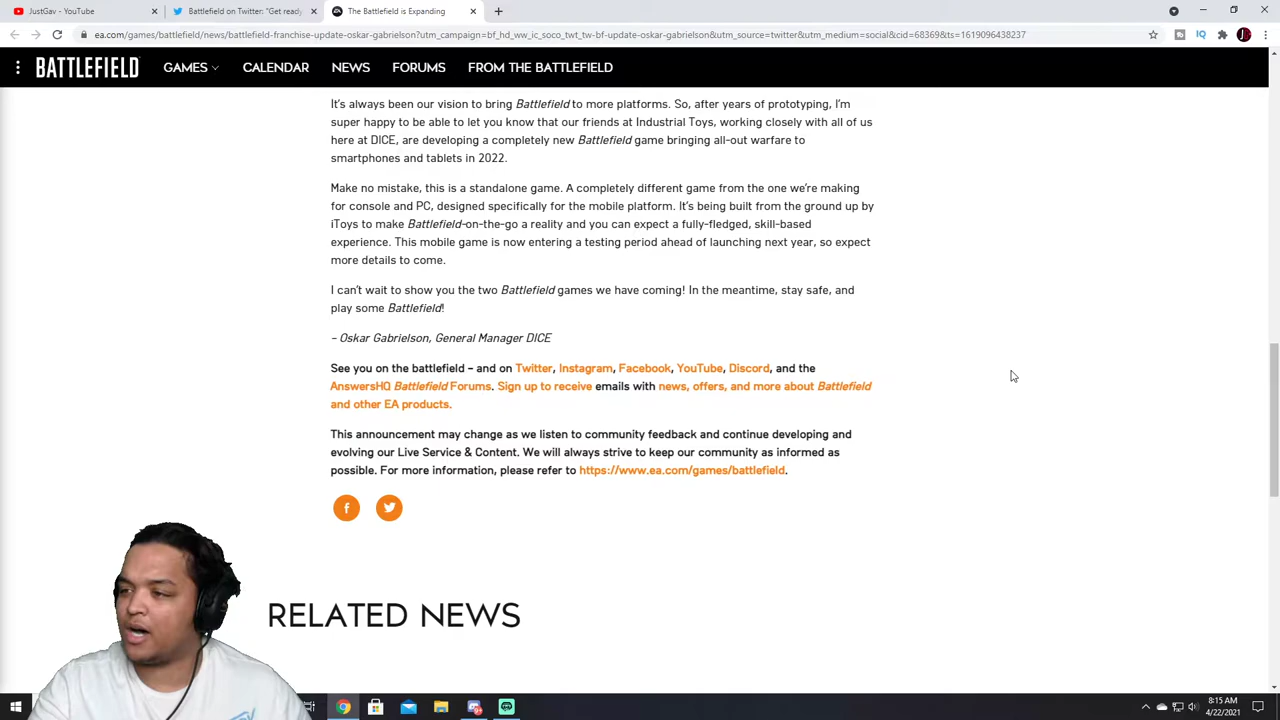 JustGav - YouTube
Battlefield on Twitter: "Get ready
The Battlefield is Expanding
ea.com/games/battlefield/news/battlefield-franchise-update-oskar-gabrielson?utm_campaign=bf_hd_ww_ic_soco_twt_tw-bf-update-oskar-gabrielson&utm_source=twitter&utm_medium=social&cid=68369&ts=1619096438237
BATTLEFIELD GAMES CALENDAR NEWS FORUMS FROM THE BATTLEFIELD
It's always been our vision to bring Battlefield to more platforms. So, after years of prototyping, I'm
super happy to be able to let you know that our friends at Industrial Toys, working closely with all of us
here at DICE, are developing a completely new Battlefield game bringing all-out warfare to
smartphones and tablets in 2022.
Make no mistake, this is a standalone game. A completely different game from the one we're making
for console and PC, designed specifically for the mobile platform. It's being built from the ground up by
iToys to make Battlefield-on-the-go a reality and you can expect a fully-fledged, skill-based
experience. This mobile game is now entering a testing period ahead of launching next year, so expect
more details to come.
I can't wait to show you the two Battlefield games we have coming! In the meantime, stay safe, and
play some Battlefield!
– Oskar Gabrielson, General Manager DICE
See you on the battlefield – and on Twitter, Instagram, Facebook, YouTube, Discord, and the
AnswersHQ Battlefield Forums. Sign up to receive emails with news, offers, and more about Battlefield
and other EA products.
This announcement may change as we listen to community feedback and continue developing and
evolving our Live Service & Content. We will always strive to keep our community as informed as
possible. For more information, please refer to https://www.ea.com/games/battlefield.
RELATED NEWS
8:15 AM
4/22/2021